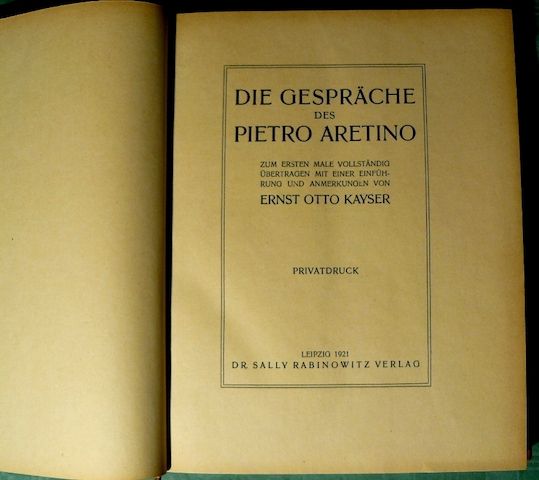 DIE GESPRÄCHE
DES
PIETRO ARETINO
ZUM ERSTEN MALE VOLLSTÄNDIG
ÜBERTRAGEN MIT EINER EINFÜH-
RUNG UND ANMERKUNGEN VON
ERNST OTTO KAYSER
PRIVATDRUCK
LEIPZIG 1921
DR. SALLY RABINOWITZ VERLAG